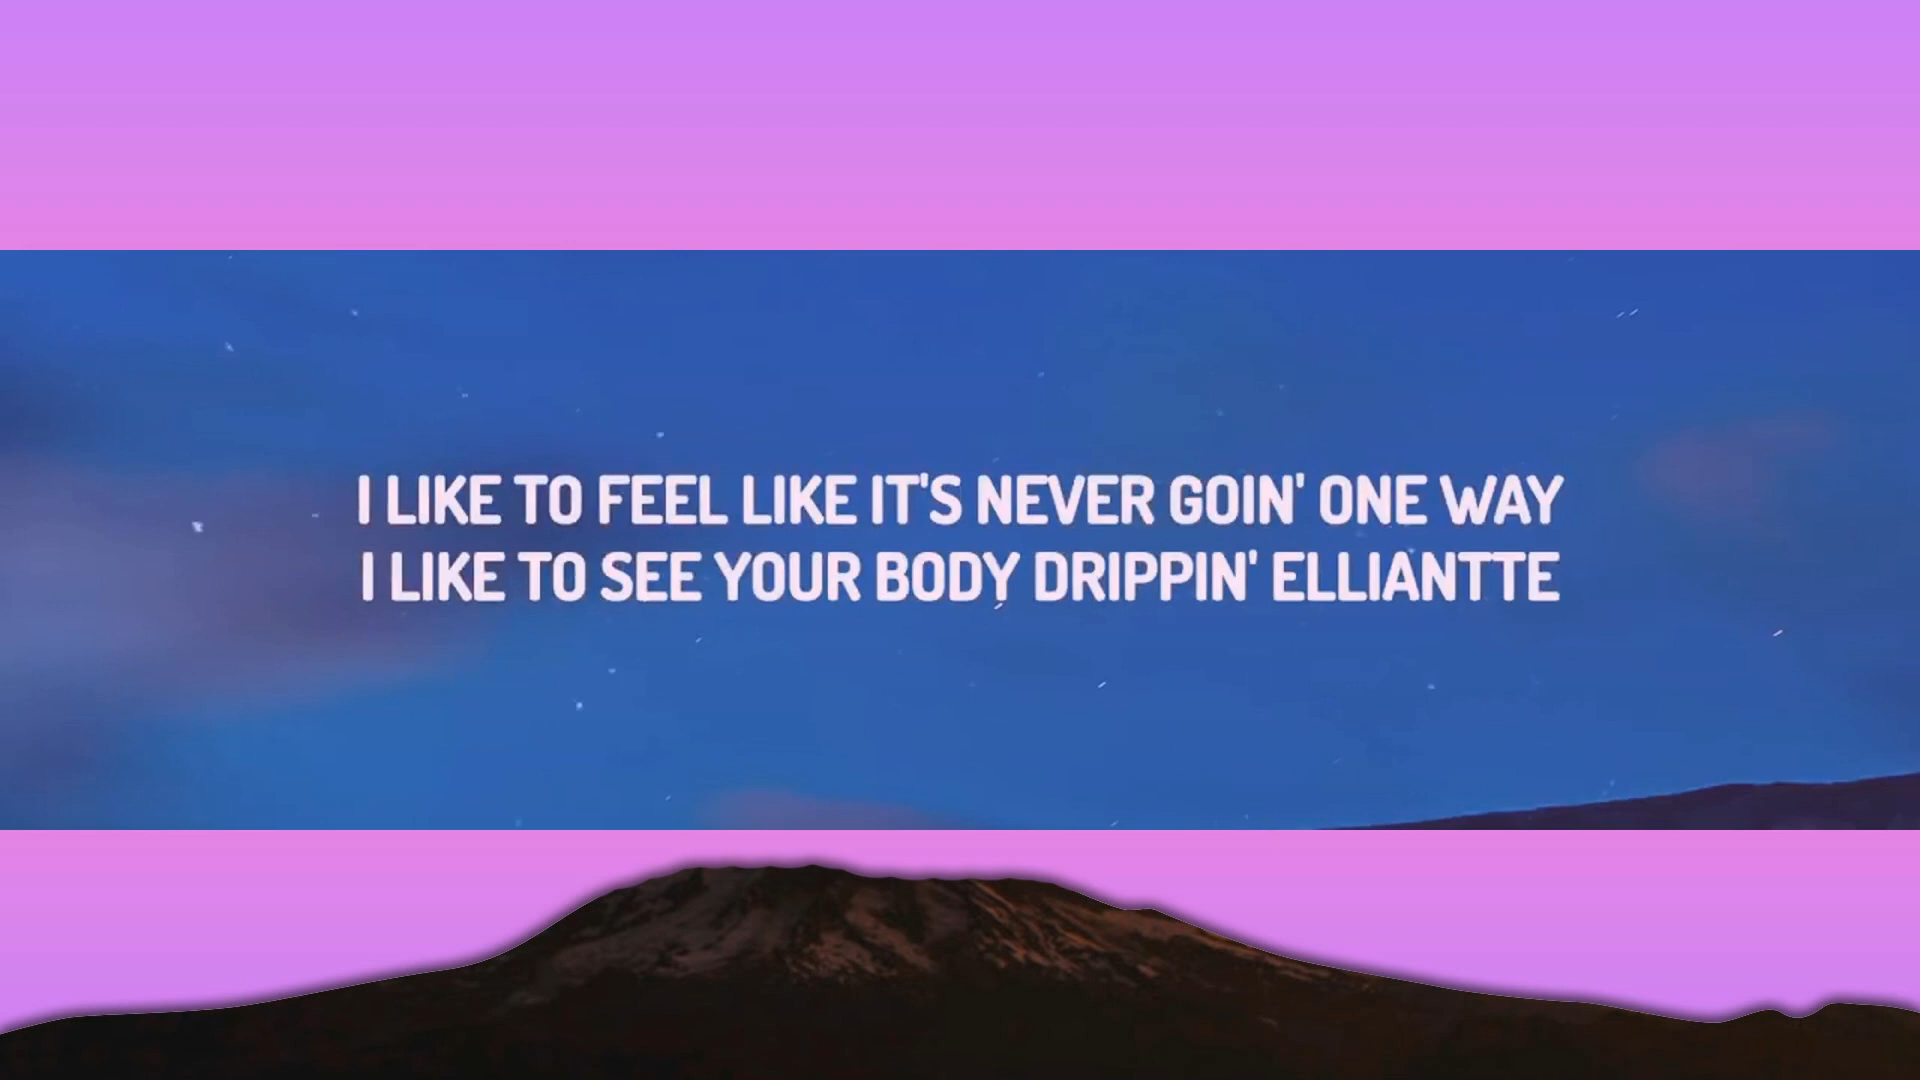 I LIKE TO FEEL LIKE IT'S NEVER GOIN' ONE WAY
I LIKE TO SEE YOUR BODY DRIPPIN' ELLIANTTE